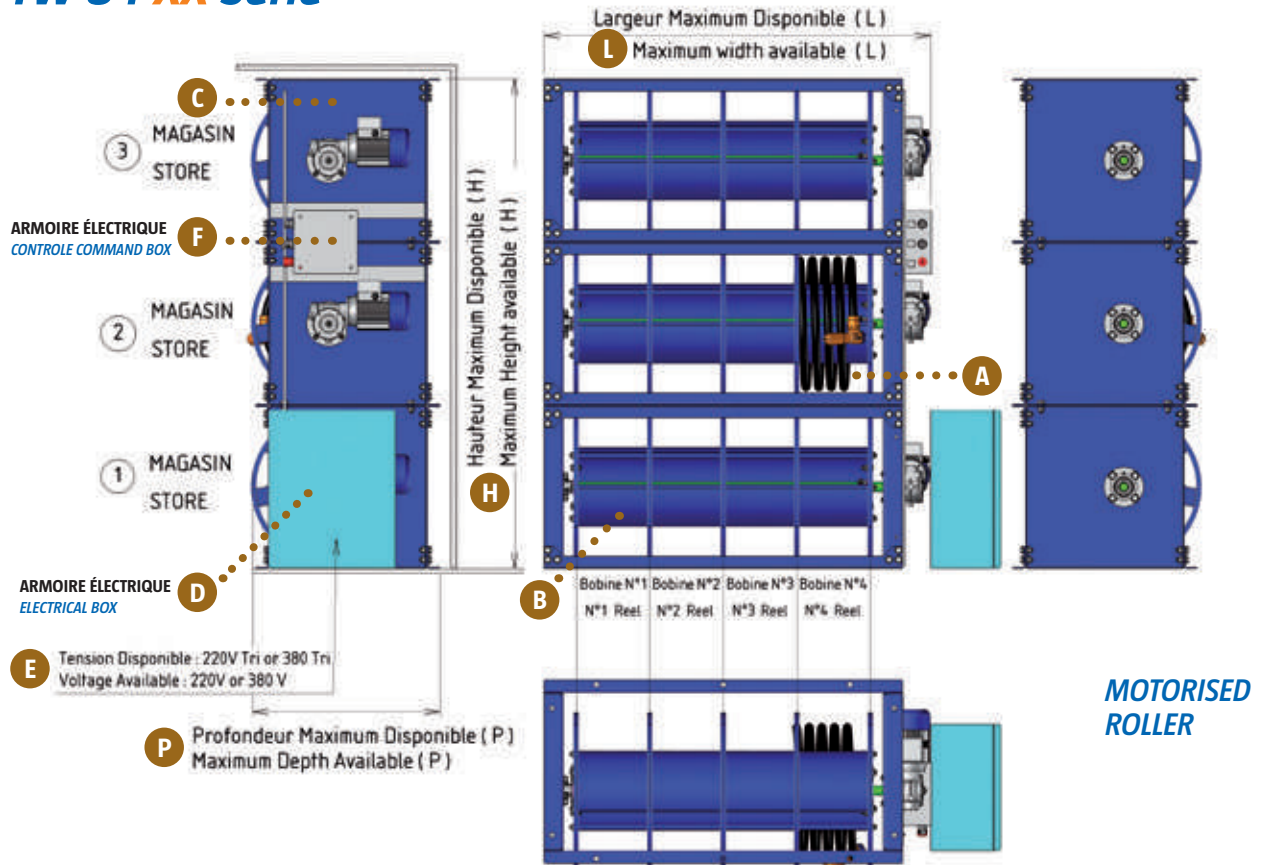 XX Serie
Largeur Maximum Disponible ( L )
L
Maximum width available ( L )
C
3
MAGASIN
STORE
ARMOIRE ÉLECTRIQUE
CONTROLE COMMAND BOX
F
2
MAGASIN
STORE
Hauteur Maximum Disponible ( H )
Maximum Height available ( H )
H
A
1
MAGASIN
STORE
ARMOIRE ÉLECTRIQUE
ELECTRICAL BOX
D
B
Bobine N°1 Bobine N°2 Bobine N°3 Bobine N°4
N°1 Reel N°2 Reel N°3 Reel N°4 Reel
E
Tension Disponible : 220V Tri or 380 Tri
Voltage Available : 220V or 380 V
P
Profondeur Maximum Disponible ( P )
Maximum Depth Available ( P )
MOTORISED
ROLLER